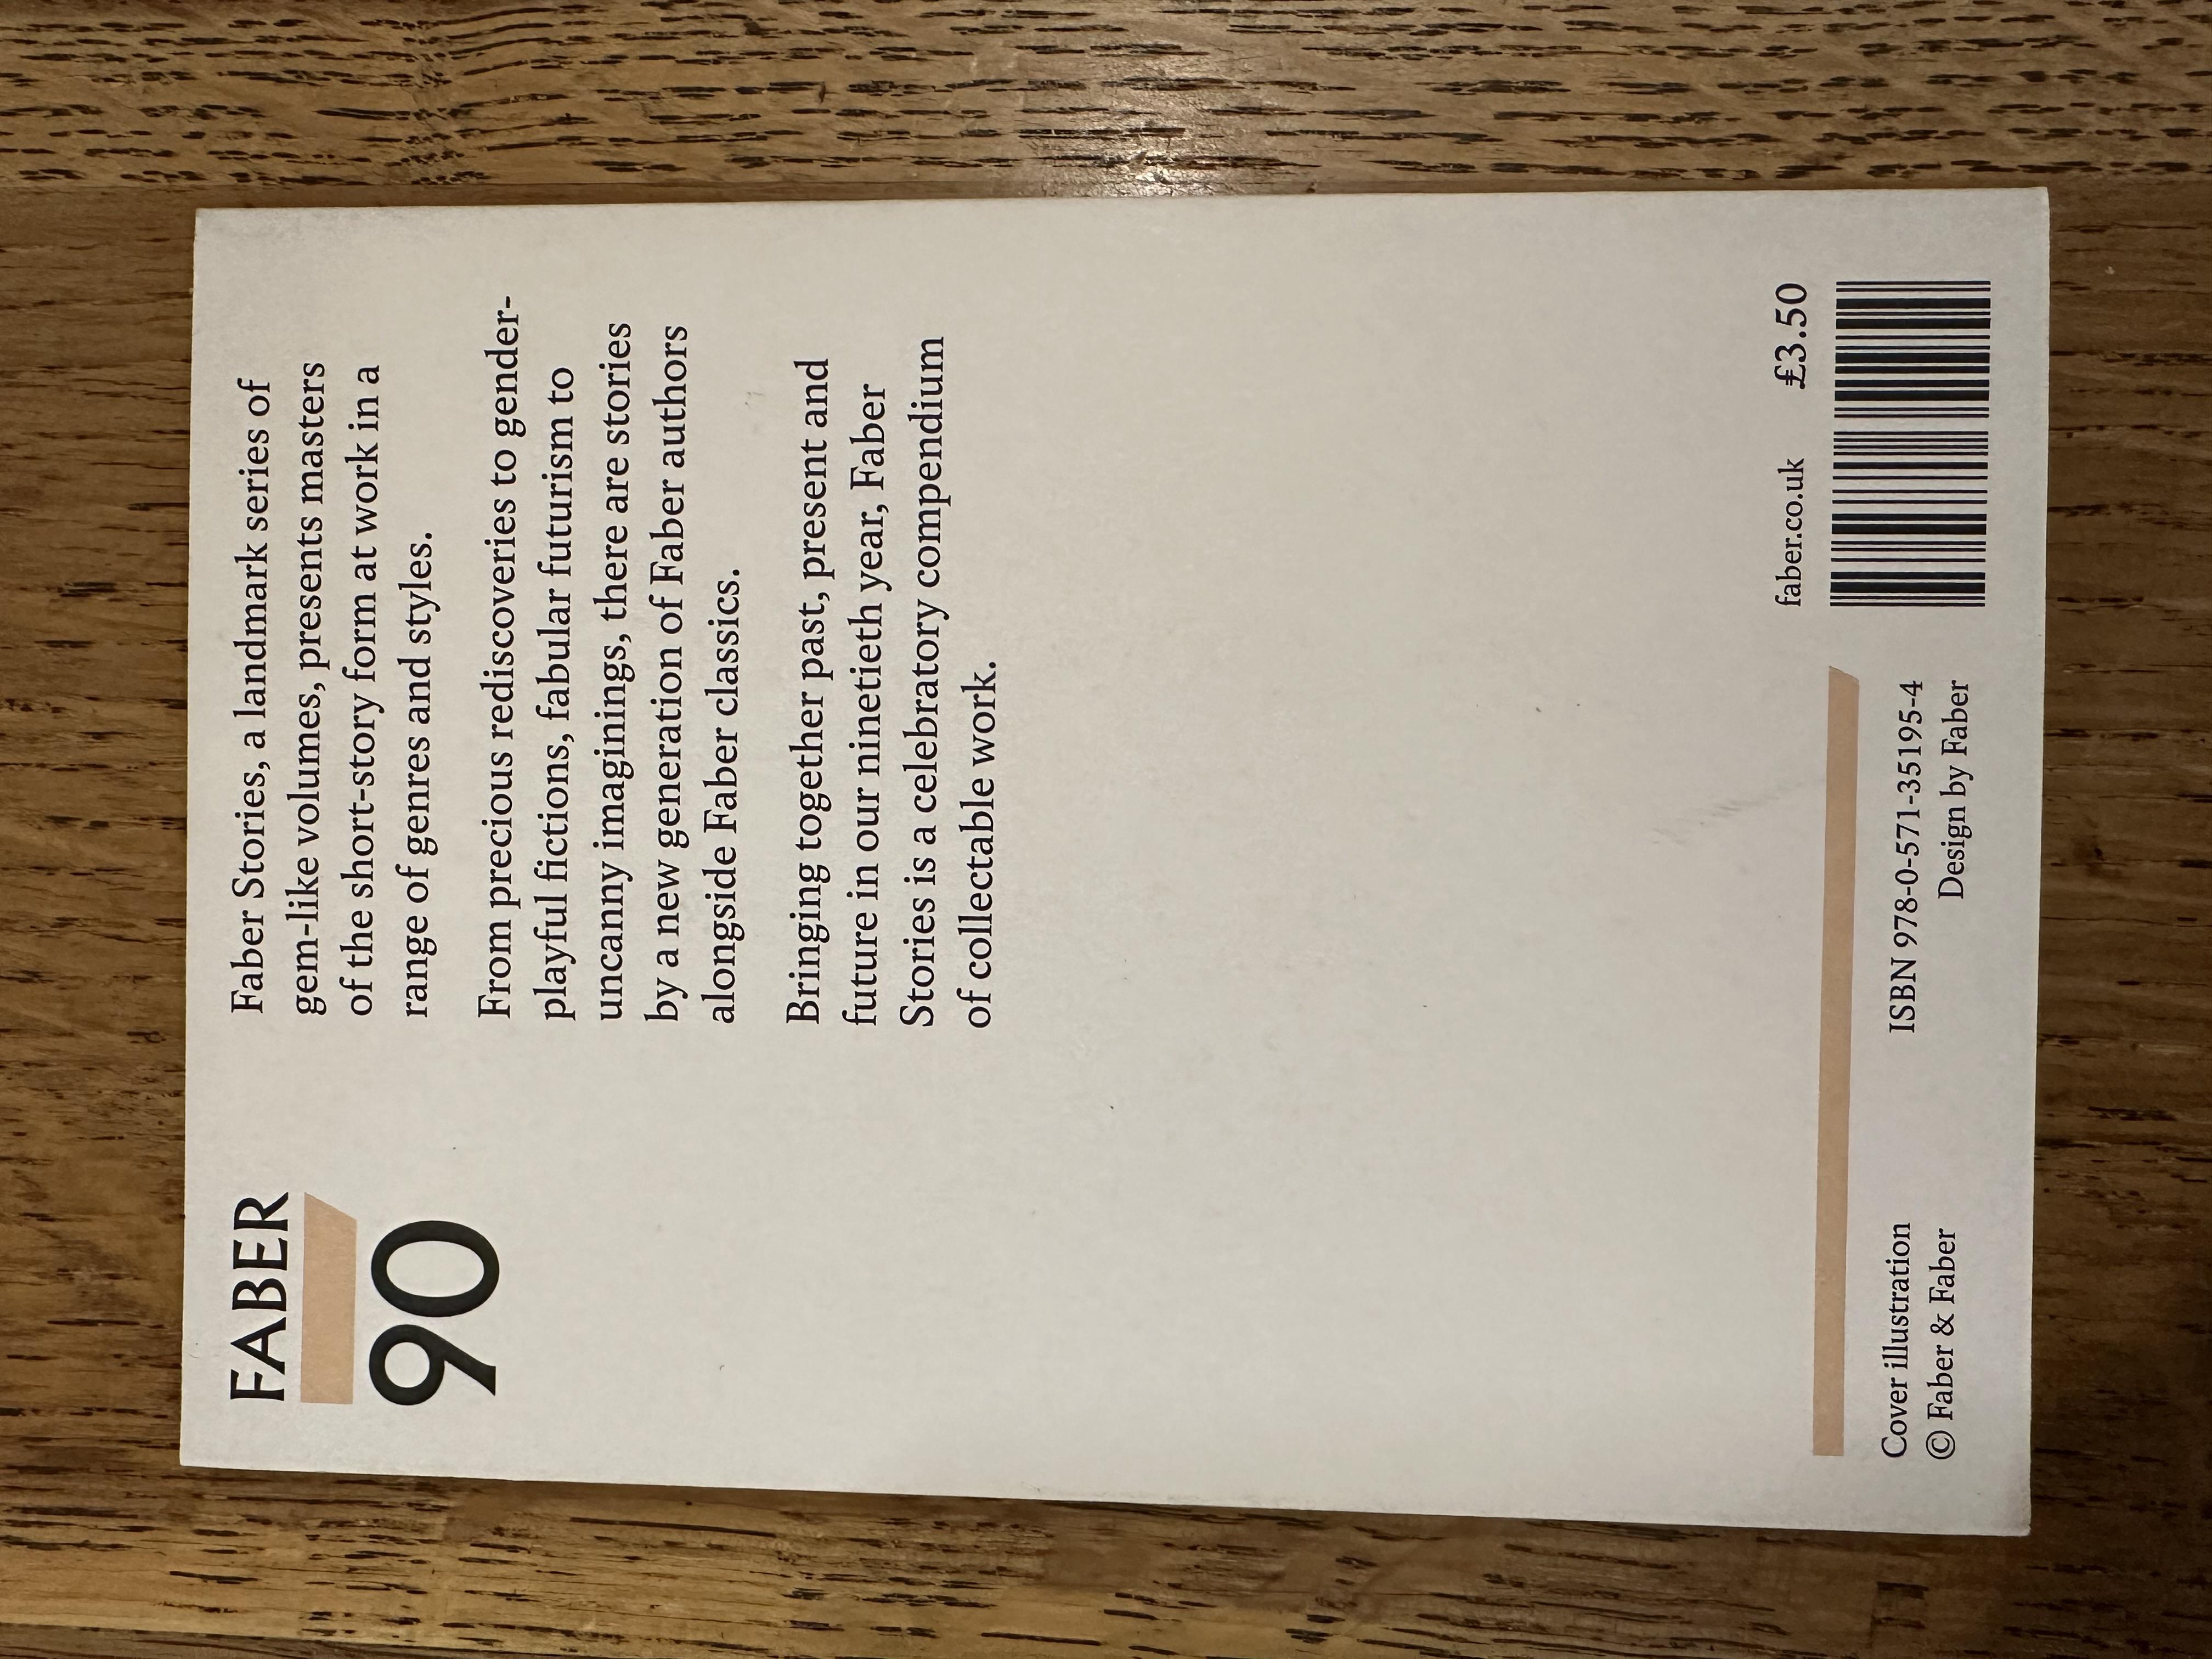 FABER
90
Faber Stories, a landmark series of
gem-like volumes, presents masters
of the short-story form at work in a
range of genres and styles.
From precious rediscoveries to gender-
playful fictions, fabular futurism to
uncanny imaginings, there are stories
by a new generation of Faber authors
alongside Faber classics.
Bringing together past, present and
future in our ninetieth year, Faber
Stories is a celebratory compendium
of collectable work.
faber.co.uk £3.50
Cover illustration
© Faber & Faber
ISBN 978-0-571-35195-4
Design by Faber